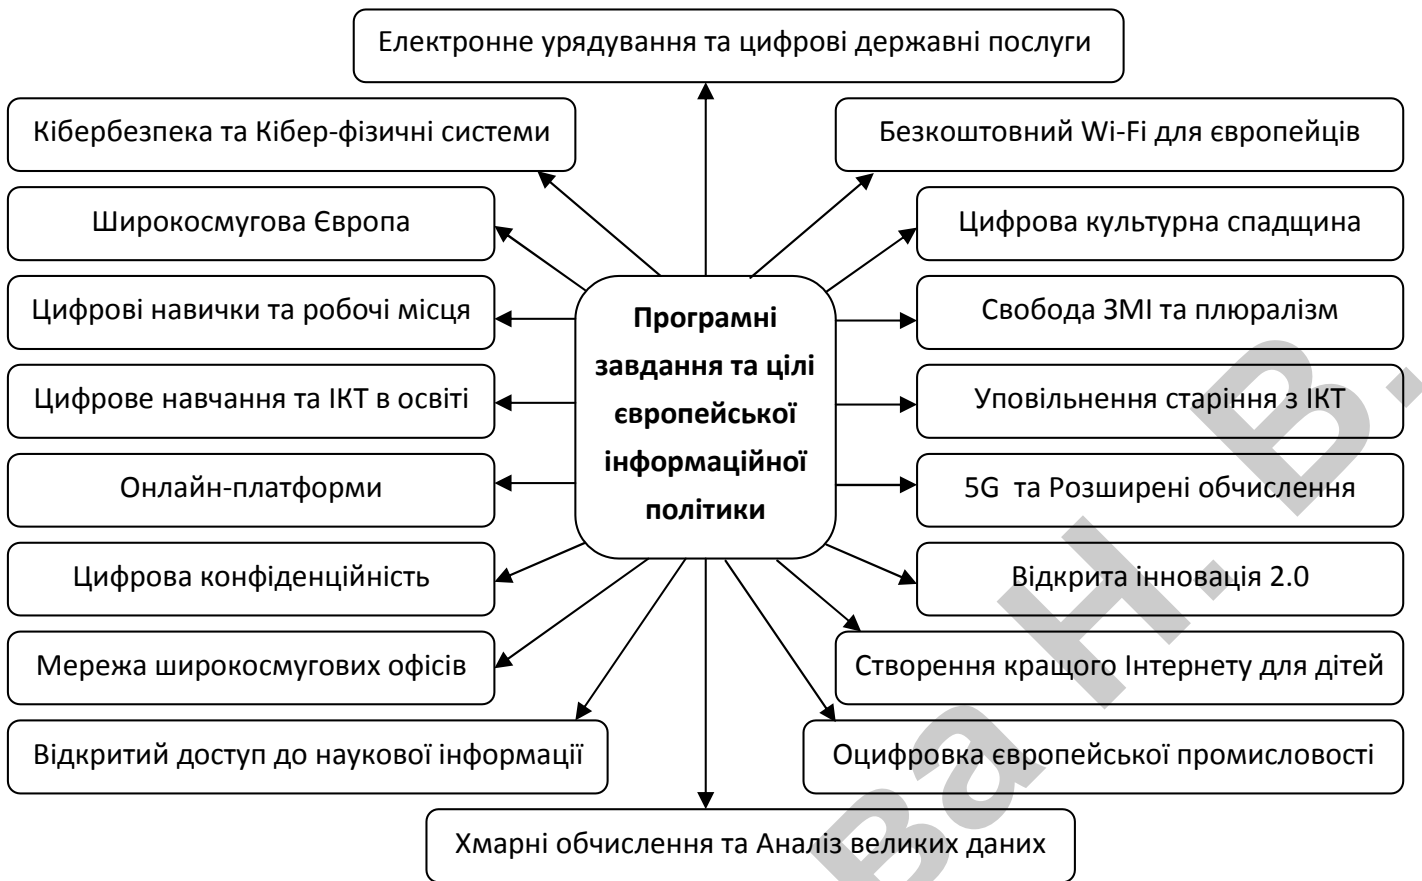 Електронне урядування та цифрові державні послуги
Кібербезпека та Кібер-фізичні системи
Безкоштовний Wi-Fi для європейців
Широкосмугова Європа
Цифрова культурна спадщина
Цифрові навички та робочі місця
Свобода ЗМІ та плюралізм
Програмні
завдання та цілі
європейської
інформаційної
політики
Цифрове навчання та ІКТ в освіті
Уповільнення старіння з ІКТ
Онлайн-платформи
5G та Розширені обчислення
Цифрова конфіденційність
Відкрита інновація 2.0
Мережа широкосмугових офісів
Створення кращого Інтернету для дітей
Відкритий доступ до наукової інформації
Оцифровка європейської промисловості
Хмарні обчислення та Аналіз великих даних
ва Н. В.